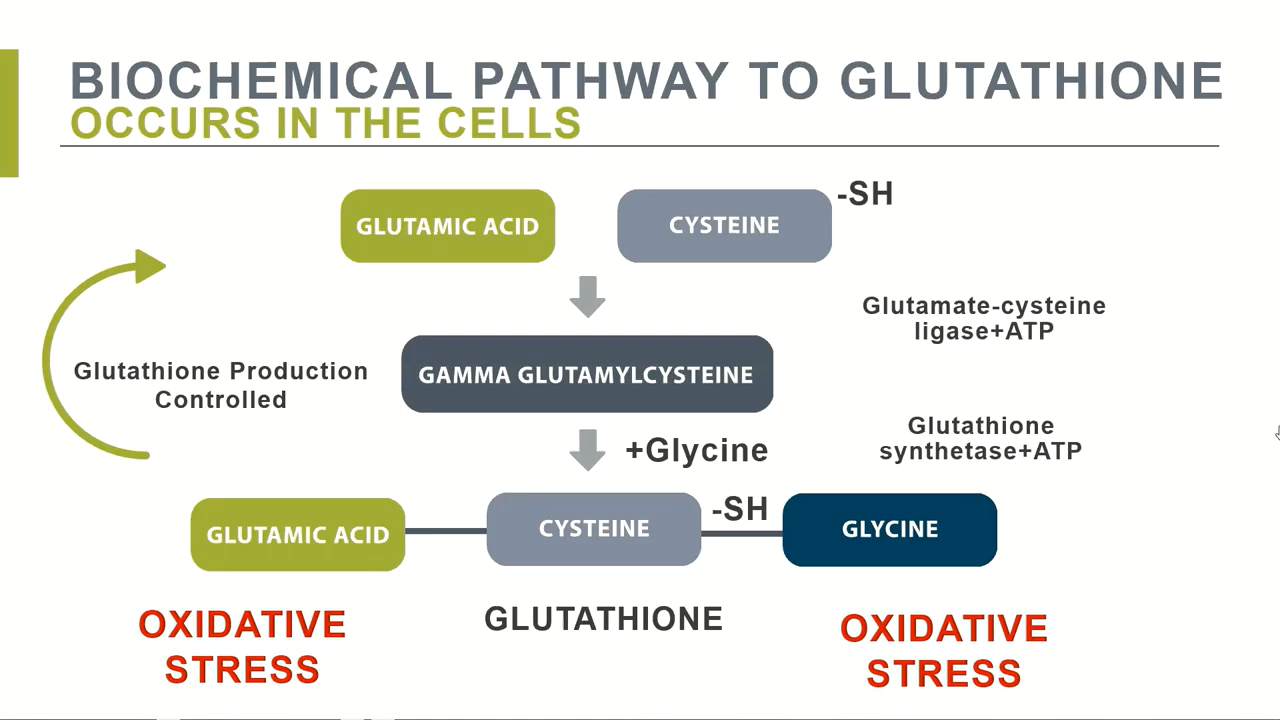 BIOCHEMICAL PATHWAY TO GLUTATHIONE
OCCURS IN THE CELLS
GLUTAMIC ACID
CYSTEINE
-SH
Glutamate-cysteine
ligase+ATP
Glutathione Production
Controlled
GAMMA GLUTAMYLCYSTEINE
+Glycine
Glutathione
synthetase+ATP
GLUTAMIC ACID
CYSTEINE
-SH
GLYCINE
OXIDATIVE
STRESS
GLUTATHIONE
OXIDATIVE
STRESS